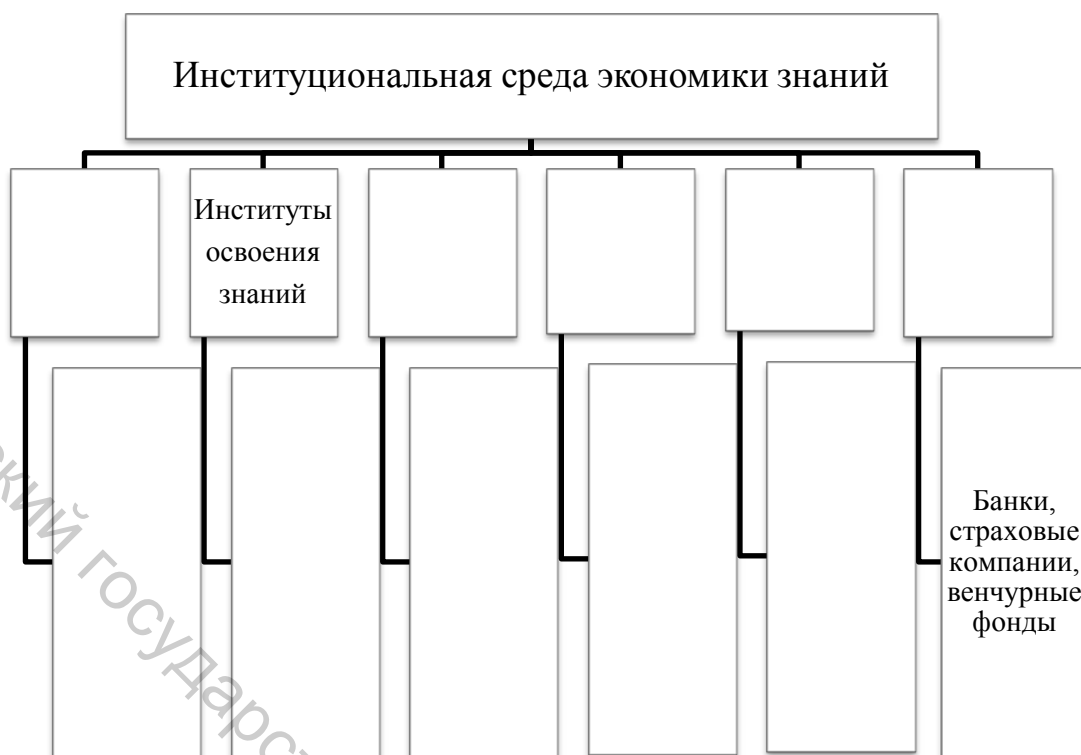 Институциональная среда экономики знаний
Институты
освоения
знаний
Банки,
страховые
компании,
венчурные
фонды